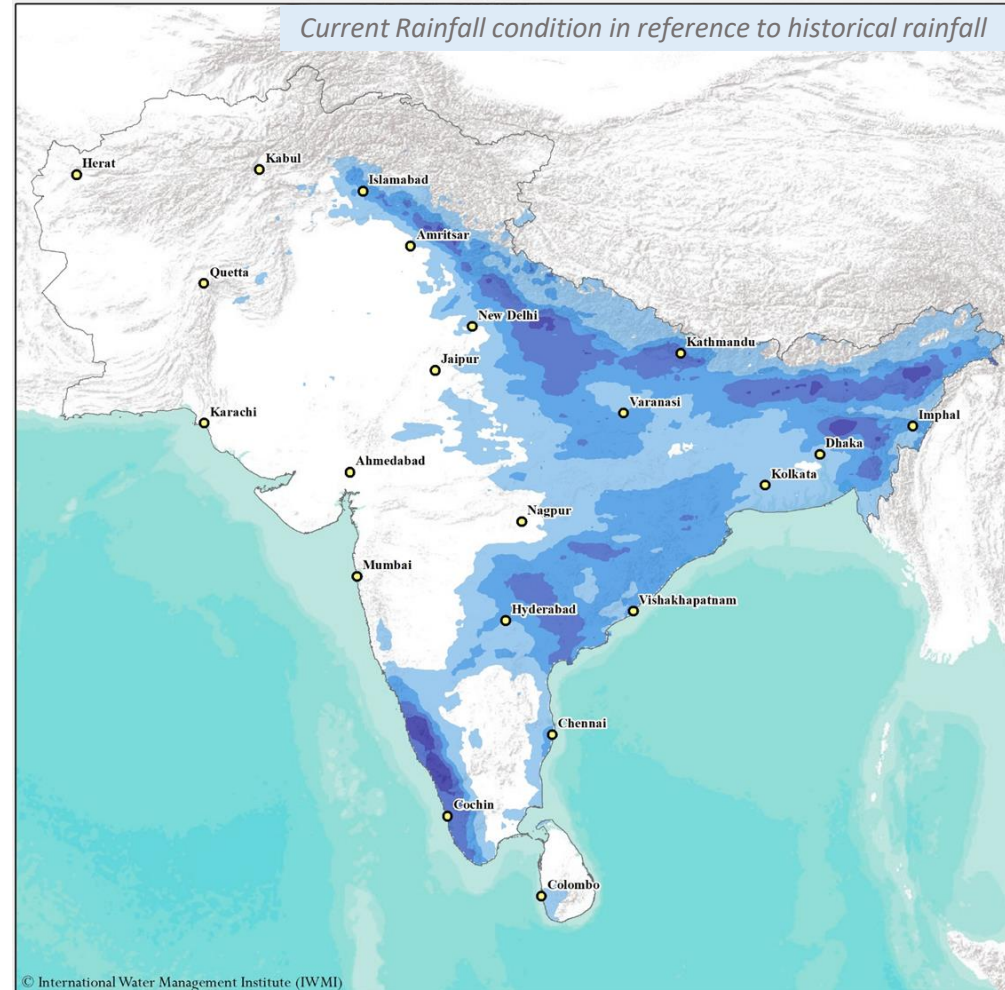 Current Rainfall condition in reference to historical rainfall
Herat
Kabul
Islamabad
Amritsar
Quetta
New Delhi
Kathmandu
Jaipur
Varanasi
Karachi
Imphal
Dhaka
Ahmedabad
Kolkata
Nagpur
Mumbai
Vishakhapatnam
Hyderabad
Chennai
Cochin
Colombo
© International Water Management Institute (IWMI)